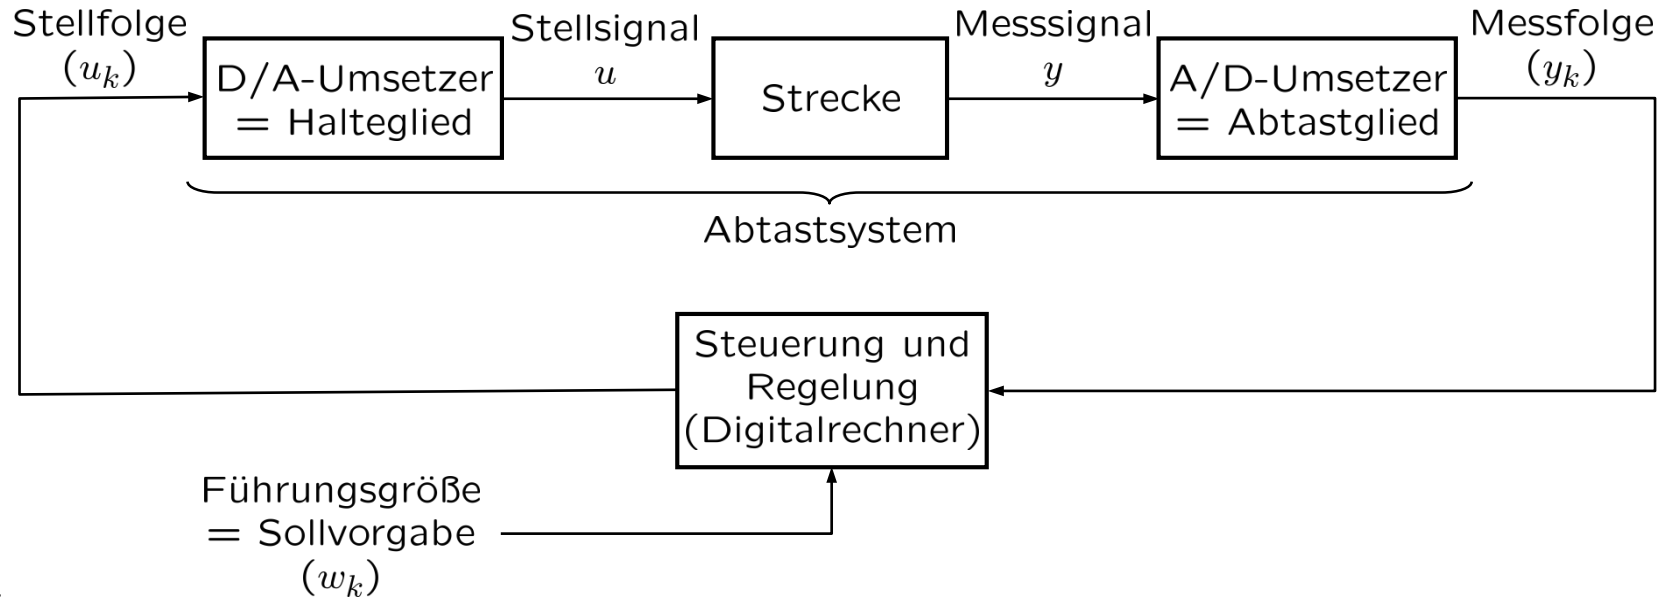 Stellfolge
(u_k)
D/A-Umsetzer
= Halteglied
Stellsignal
u
Strecke
Messsignal
y
A/D-Umsetzer
= Abtastglied
Messfolge
(y_k)
Abtastsystem
Steuerung und
Regelung
(Digitalrechner)
Führungsgröße
= Sollvorgabe
(w_k)